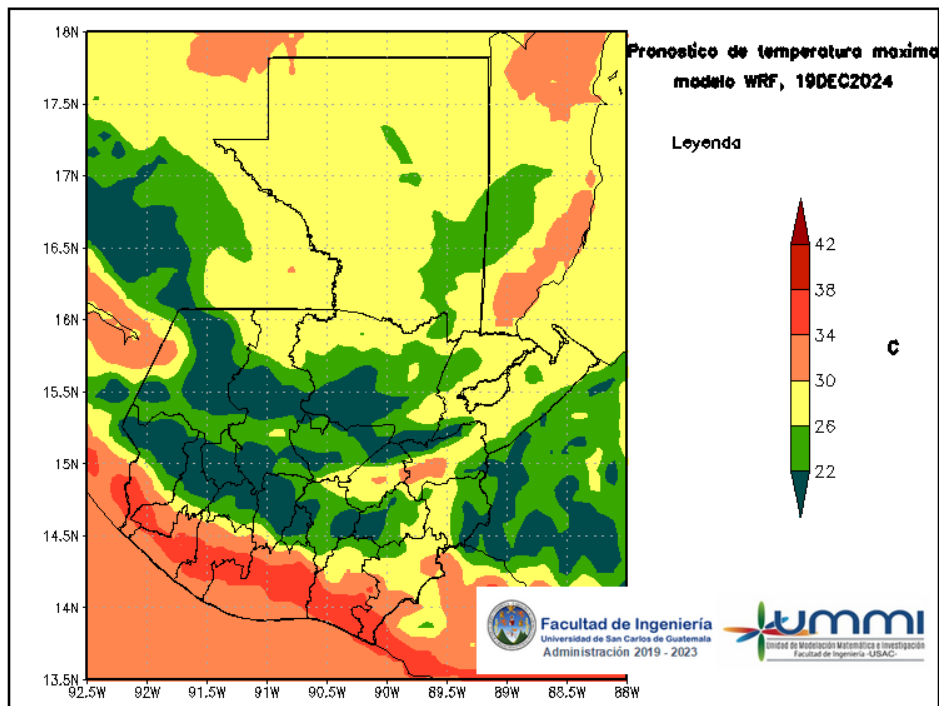 Pronostico de temperatura maxima
modelo WRF, 19DEC2024
Leyenda
42
38
34
30
26
22
C
18N
17.5N
17N
16.5N
16N
15.5N
15N
14.5N
14N
13.5N
92.5W 92W 91.5W 91W 90.5W 90W 89.5W 89W 88.5W 88W
Facultad de Ingeniería
Universidad de San Carlos de Guatemala
Administración 2019 - 2023
UMMI
Unidad de Modelación Matemática e Investigación
Facultad de Ingeniería -USAC-